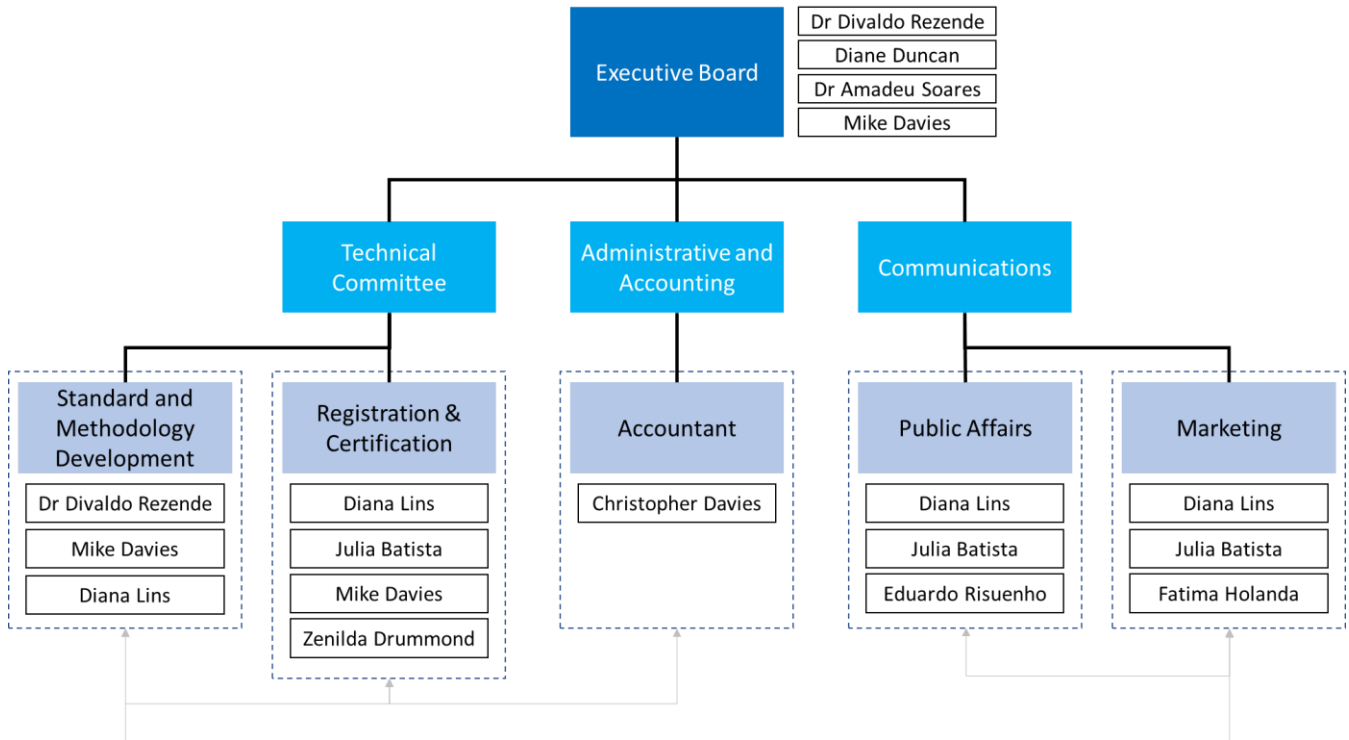 Executive Board
Dr Divaldo Rezende
Diane Duncan
Dr Amadeu Soares
Mike Davies
Technical
Committee
Administrative and
Accounting
Communications
Standard and
Methodology
Development
Dr Divaldo Rezende
Mike Davies
Diana Lins
Registration &
Certification
Diana Lins
Julia Batista
Mike Davies
Zenilda Drummond
Accountant
Christopher Davies
Public Affairs
Diana Lins
Julia Batista
Eduardo Risuenho
Marketing
Diana Lins
Julia Batista
Fatima Holanda